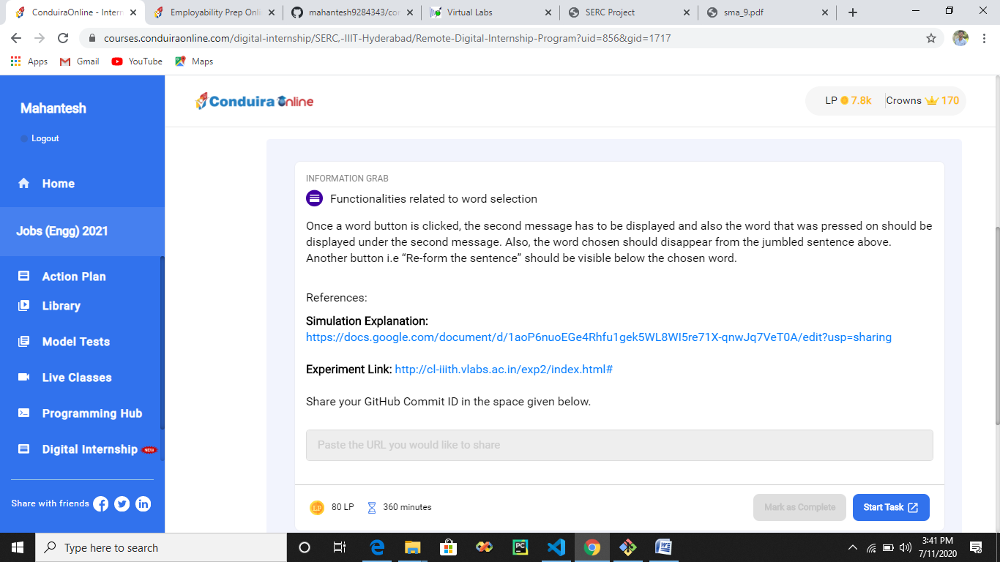 ConduiraOnline - Intern
Employability Prep Onli
mahantesh9284343/co
Virtual Labs
SERC Project
sma_9.pdf
courses.conduiraonline.com/digital-internship/SERC,-IIIT-Hyderabad/Remote-Digital-Internship-Program?uid=856&gid=1717
Apps
Gmail
YouTube
Maps
Mahantesh
Logout
Home
Jobs (Engg) 2021
Action Plan
Library
Model Tests
Live Classes
Programming Hub
Digital Internship NEW
Share with friends
Conduira Online
LP 7.8k Crowns 170
INFORMATION GRAB
Functionalities related to word selection
Once a word button is clicked, the second message has to be displayed and also the word that was pressed on should be
displayed under the second message. Also, the word chosen should disappear from the jumbled sentence above.
Another button i.e “Re-form the sentence” should be visible below the chosen word.
References:
Simulation Explanation:
https://docs.google.com/document/d/1aoP6nuoEGe4Rhfu1gek5WL8WI5re71X-qnwJq7VeT0A/edit?usp=sharing
Experiment Link: http://cl-iiith.vlabs.ac.in/exp2/index.html#
Share your GitHub Commit ID in the space given below.
Paste the URL you would like to share
LP 80 LP 360 minutes
Mark as Complete
Start Task
Type here to search
PC
3:41 PM
7/11/2020